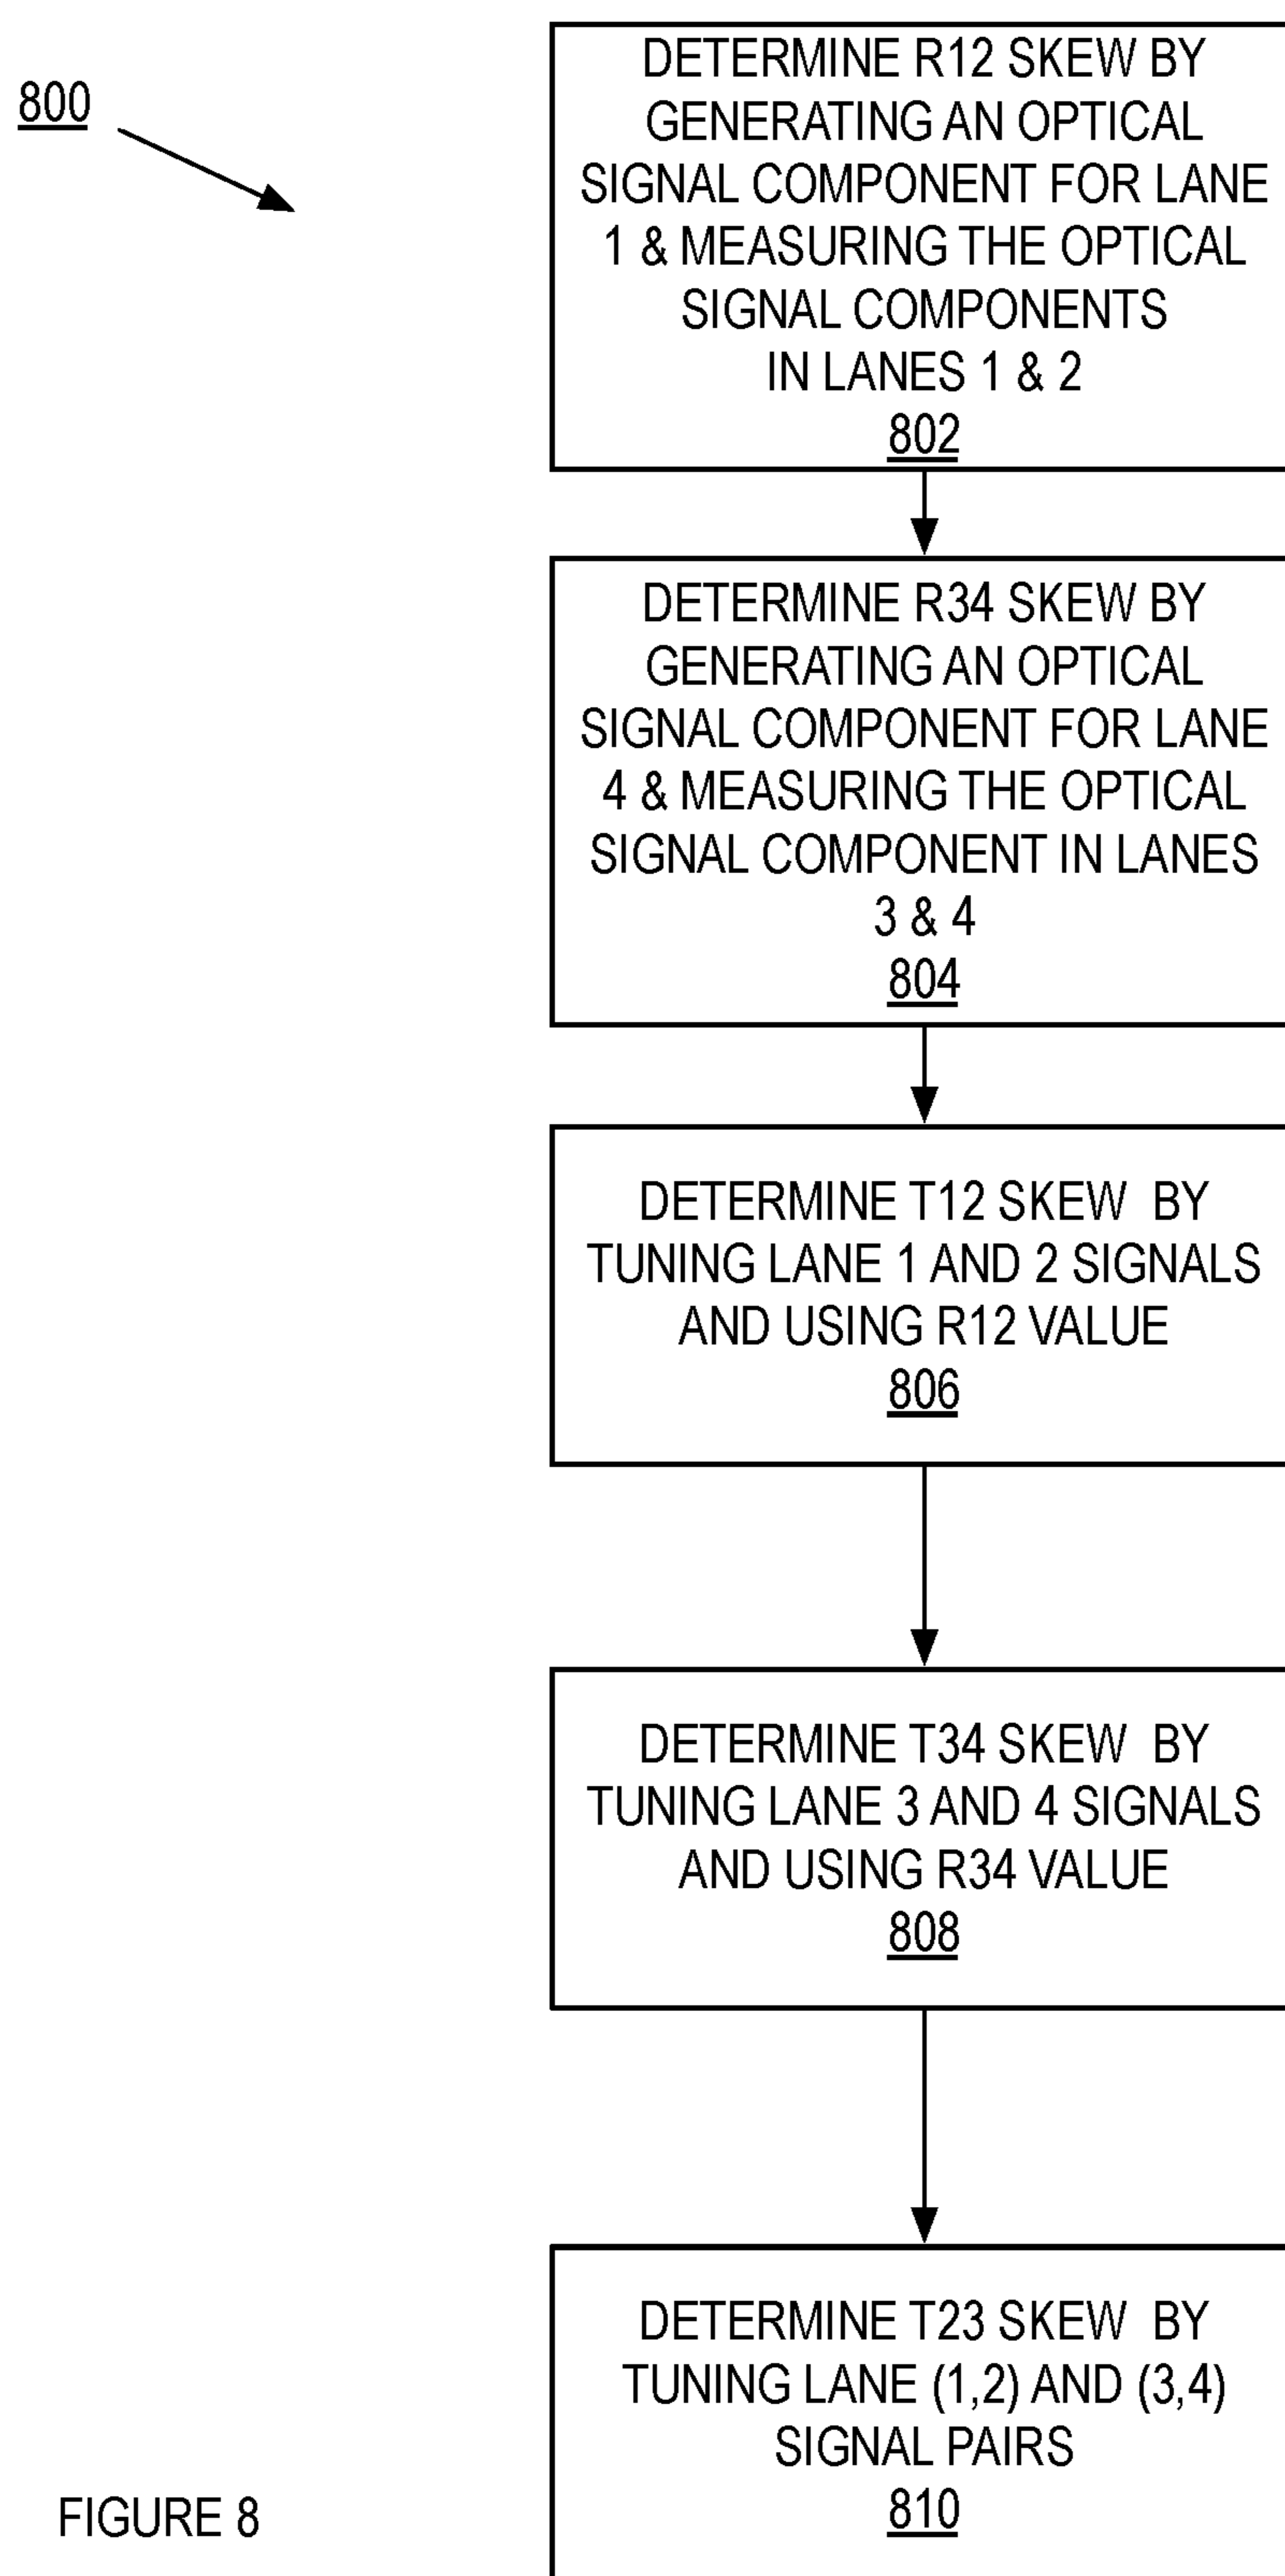 800
DETERMINE R12 SKEW BY
GENERATING AN OPTICAL
SIGNAL COMPONENT FOR LANE
1 & MEASURING THE OPTICAL
SIGNAL COMPONENTS
IN LANES 1 & 2
802
DETERMINE R34 SKEW BY
GENERATING AN OPTICAL
SIGNAL COMPONENT FOR LANE
4 & MEASURING THE OPTICAL
SIGNAL COMPONENT IN LANES
3 & 4
804
DETERMINE T12 SKEW BY
TUNING LANE 1 AND 2 SIGNALS
AND USING R12 VALUE
806
DETERMINE T34 SKEW BY
TUNING LANE 3 AND 4 SIGNALS
AND USING R34 VALUE
808
DETERMINE T23 SKEW BY
TUNING LANE (1,2) AND (3,4)
SIGNAL PAIRS
810
FIGURE 8